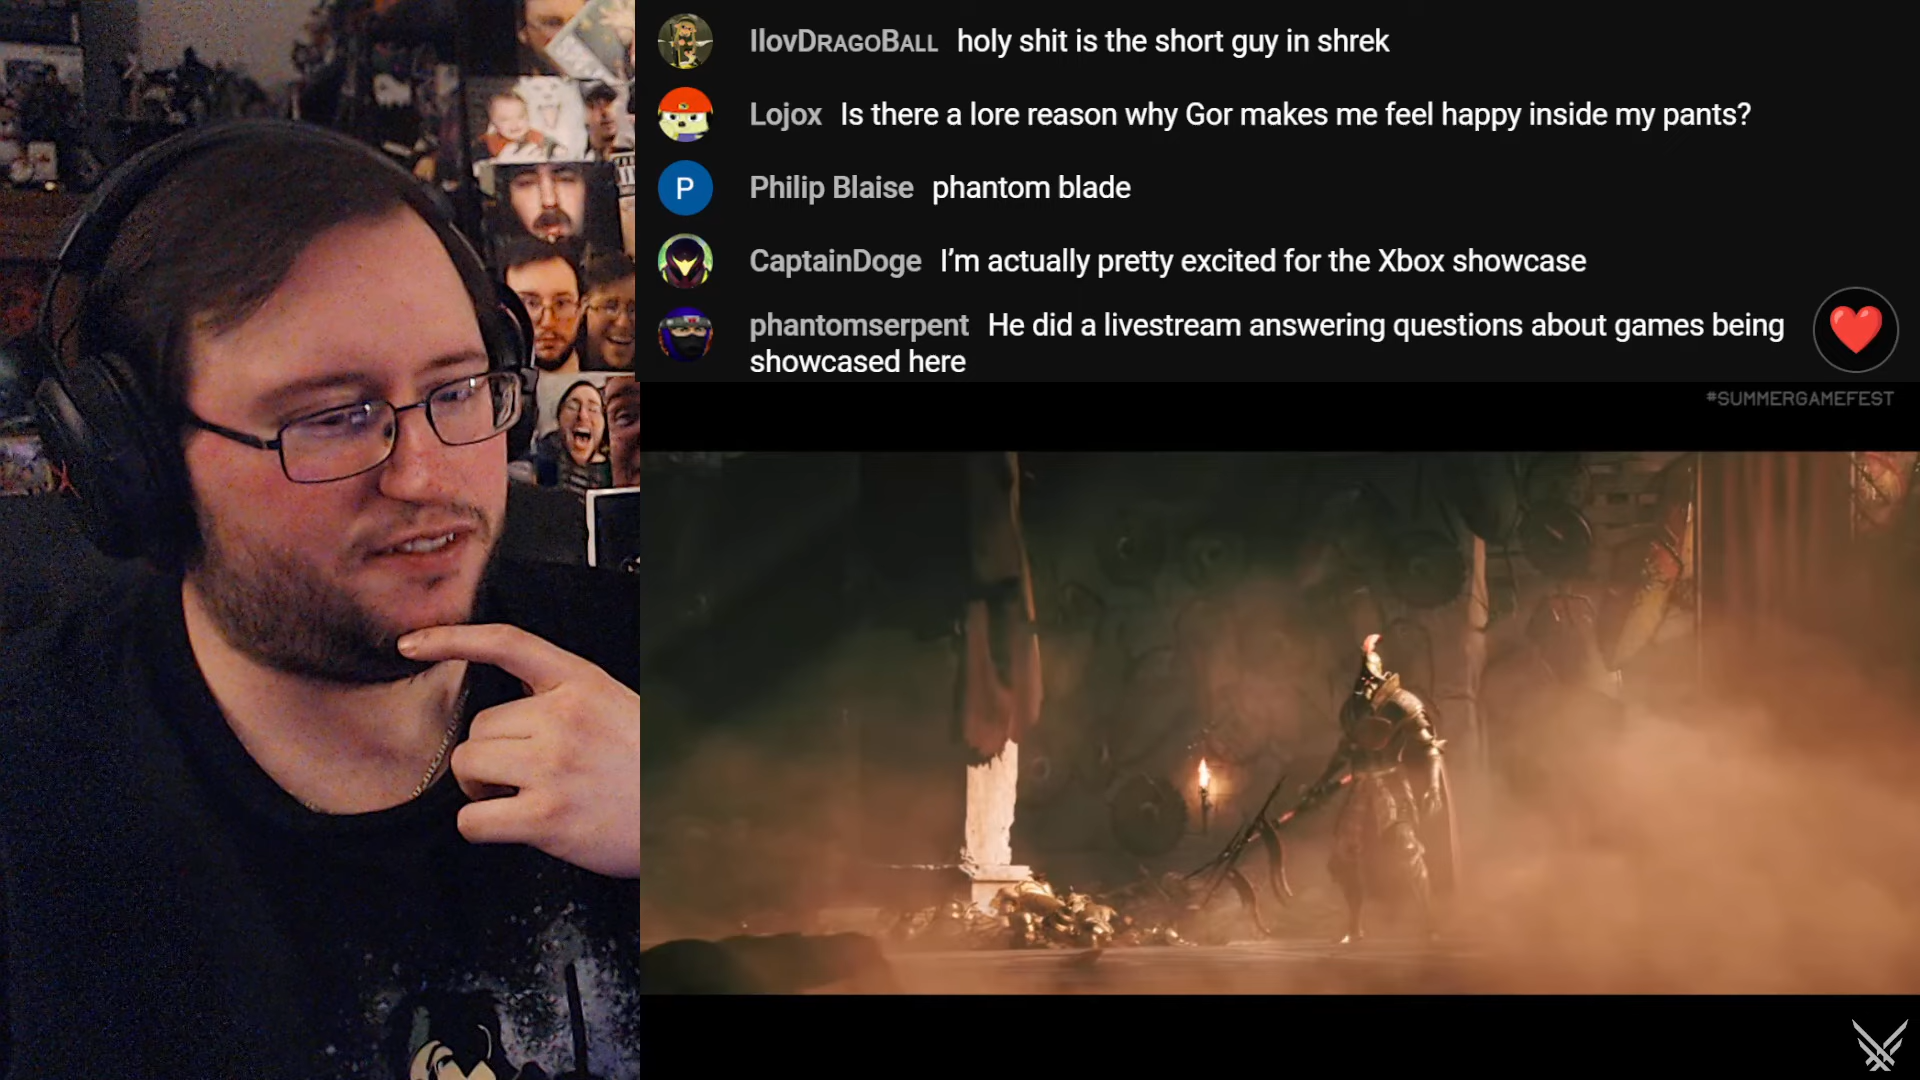 IlovDRAGOBALL holy shit is the short guy in shrek
Lojox Is there a lore reason why Gor makes me feel happy inside my pants?
P
Philip Blaise phantom blade
CaptainDoge I’m actually pretty excited for the Xbox showcase
phantomserpent He did a livestream answering questions about games being
showcased here
#SUMMERGAMEFEST